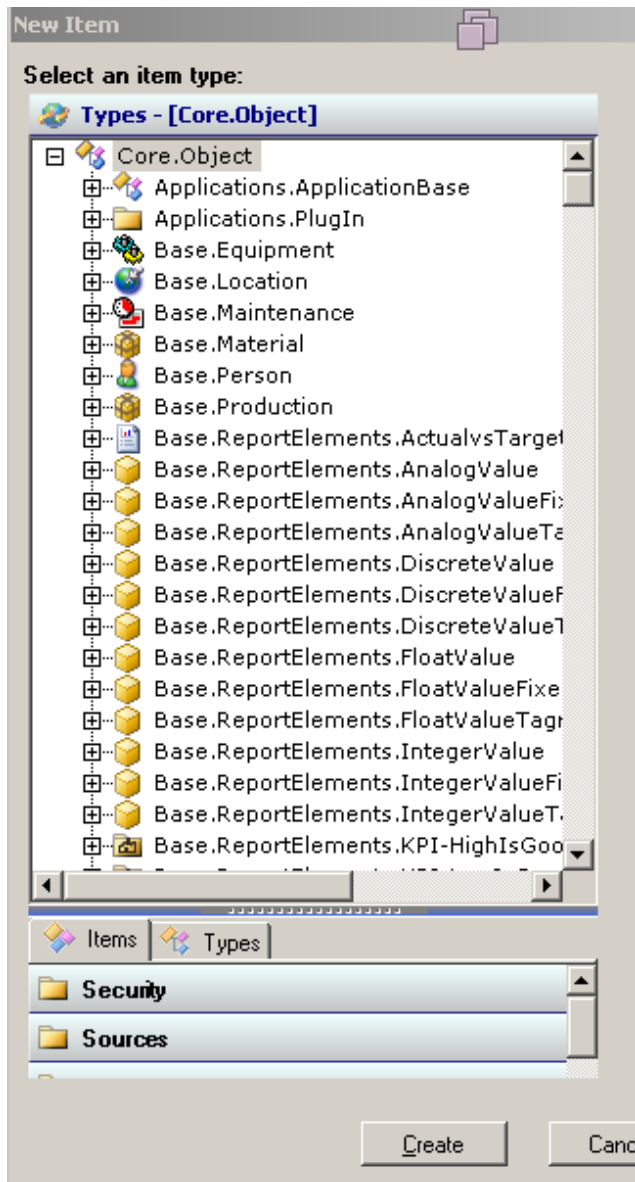 New Item
Select an item type:
Types - [Core.Object]
Core.Object
Applications.ApplicationBase
Applications.PlugIn
Base.Equipment
Base.Location
Base.Maintenance
Base.Material
Base.Person
Base.Production
Base.ReportElements.ActualvsTarget
Base.ReportElements.AnalogValue
Base.ReportElements.AnalogValueFi
Base.ReportElements.AnalogValueTa
Base.ReportElements.DiscreteValue
Base.ReportElements.DiscreteValueF
Base.ReportElements.DiscreteValueT
Base.ReportElements.FloatValue
Base.ReportElements.FloatValueFixe
Base.ReportElements.FloatValueTag
Base.ReportElements.IntegerValue
Base.ReportElements.IntegerValueFi
Base.ReportElements.IntegerValueT
Base.ReportElements.KPI-HighIsGoo
Items Types
Security
Sources
Create Canc